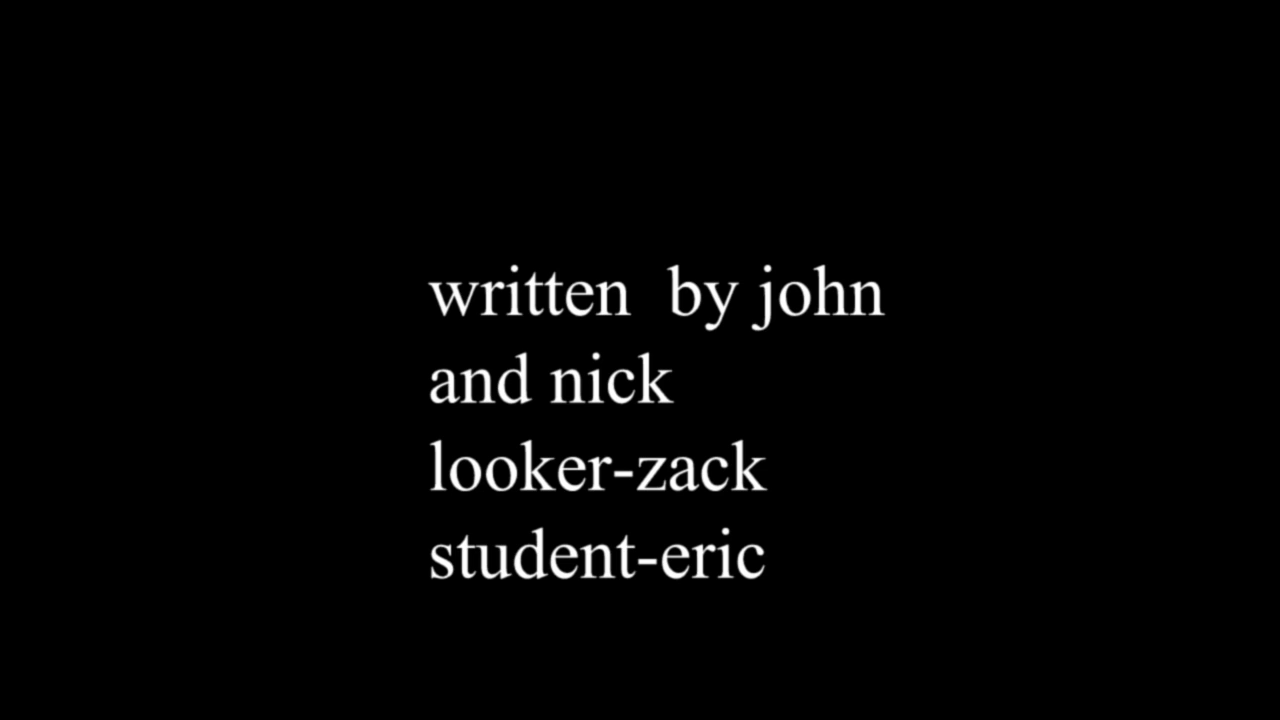 written  by john
and nick
looker-zack
student-eric